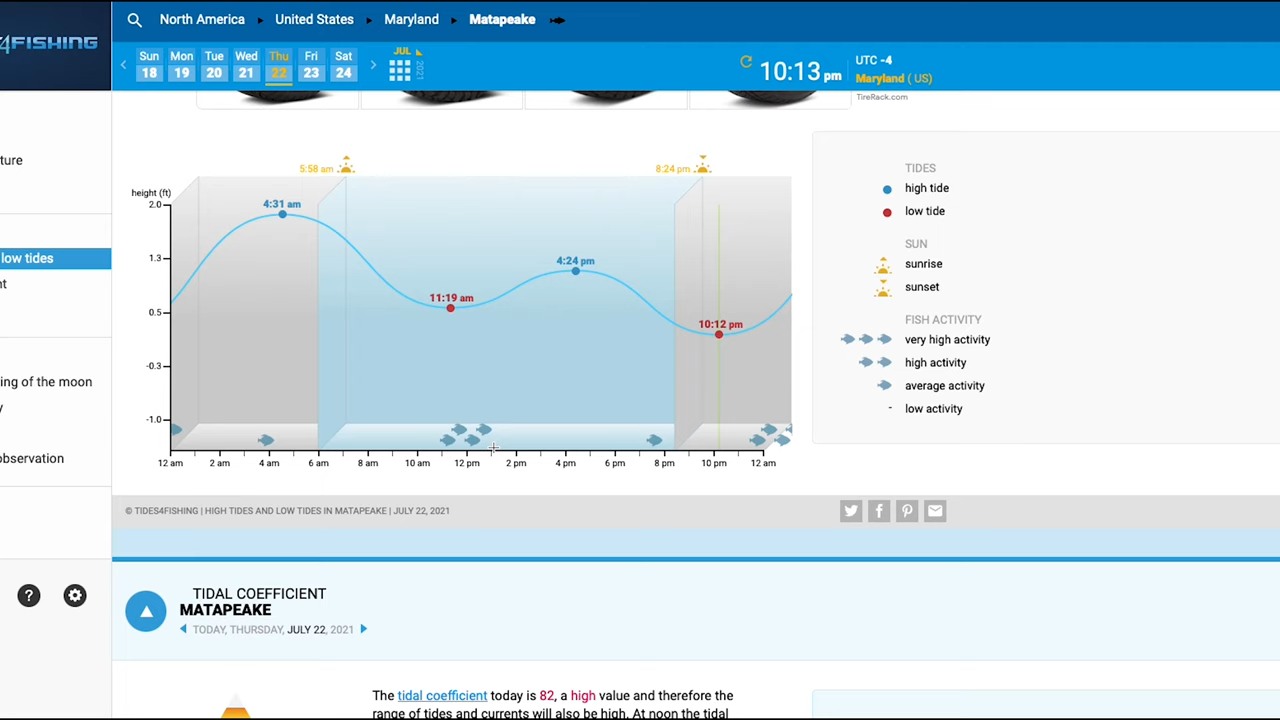 4FISHING
North America
United States
Maryland
Matapeake
Sun Mon Tue Wed Thu Fri Sat
18 19 20 21 22 23 24
JUL
2021
10:13 pm
UTC -4
Maryland ( US)
TireRack.com
ture
low tides
nt
ing of the moon
y
observation
5:58 am
8:24 pm
height (ft)
2.0
1.3
0.5
-0.3
-1.0
4:31 am
11:19 am
4:24 pm
10:12 pm
12 am 2 am 4 am 6 am 8 am 10 am 12 pm 2 pm 4 pm 6 pm 8 pm 10 pm 12 am
TIDES
high tide
low tide
SUN
sunrise
sunset
FISH ACTIVITY
very high activity
high activity
average activity
- low activity
© TIDES4FISHING | HIGH TIDES AND LOW TIDES IN MATAPEAKE | JULY 22, 2021
?
TIDAL COEFFICIENT
MATAPEAKE
TODAY, THURSDAY, JULY 22, 2021
The tidal coefficient today is 82, a high value and therefore the
range of tides and currents will also be high. At noon the tidal